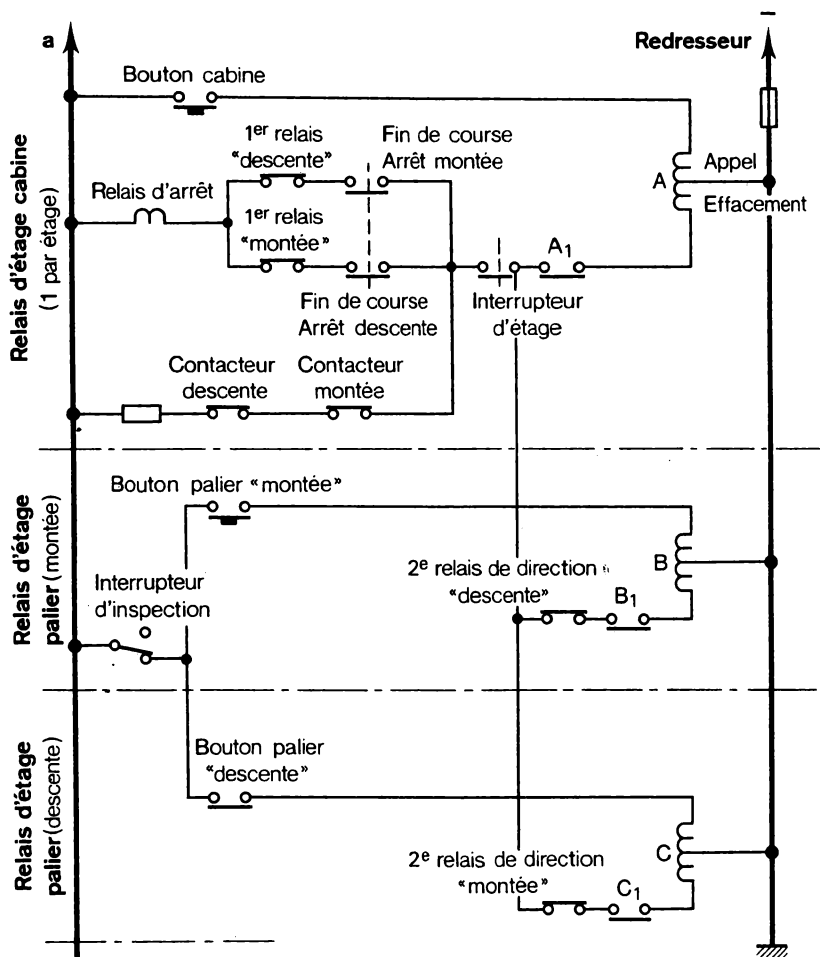 a
–
Redresseur
Bouton cabine
1er relais
«descente»
Fin de course
Arrêt montée
Relais d'arrêt
1er relais
«montée»
A
Appel
Effacement
A1
Fin de course
Arrêt descente
Interrupteur
d'étage
Relais d'étage cabine
(1 par étage)
Contacteur
descente
Contacteur
montée
Bouton palier «montée»
Relais d'étage
palier (montée)
Interrupteur
d'inspection
2e relais de direction
«descente»
B
B1
Bouton palier
«descente»
Relais d'étage
palier (descente)
2e relais de direction
«montée»
C
C1